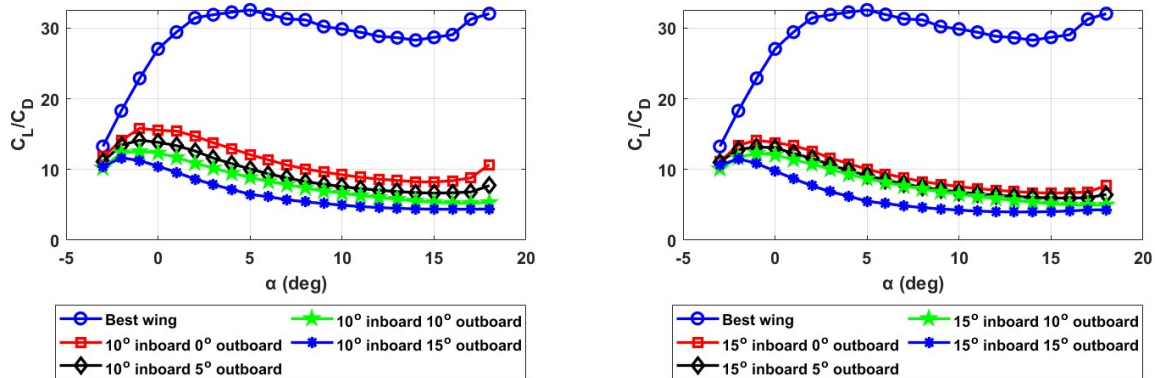 30
20
10
0
C_L/C_D
-5 0 5 10 15 20
α (deg)
Best wing
10° inboard 0° outboard
10° inboard 5° outboard
10° inboard 10° outboard
10° inboard 15° outboard
30
20
10
0
C_L/C_D
-5 0 5 10 15 20
α (deg)
Best wing
15° inboard 0° outboard
15° inboard 5° outboard
15° inboard 10° outboard
15° inboard 15° outboard